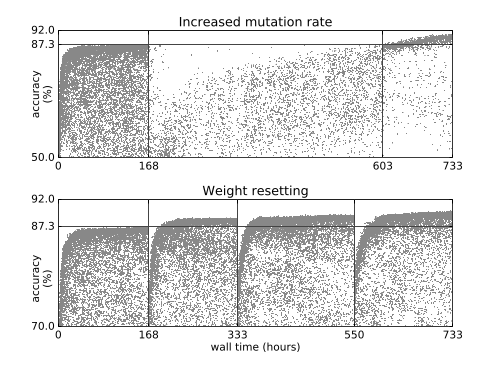 Increased mutation rate
92.0
87.3
accuracy
(%)
50.0
0 168 603 733
Weight resetting
92.0
87.3
accuracy
(%)
70.0
0 168 333 550 733
wall time (hours)